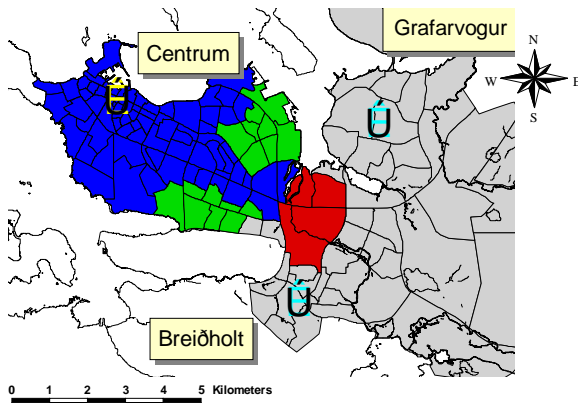 Grafarvogur
Centrum
N
W E
S
Ú
Ú
Ú
Breiðholt
0 1 2 3 4 5 Kilometers